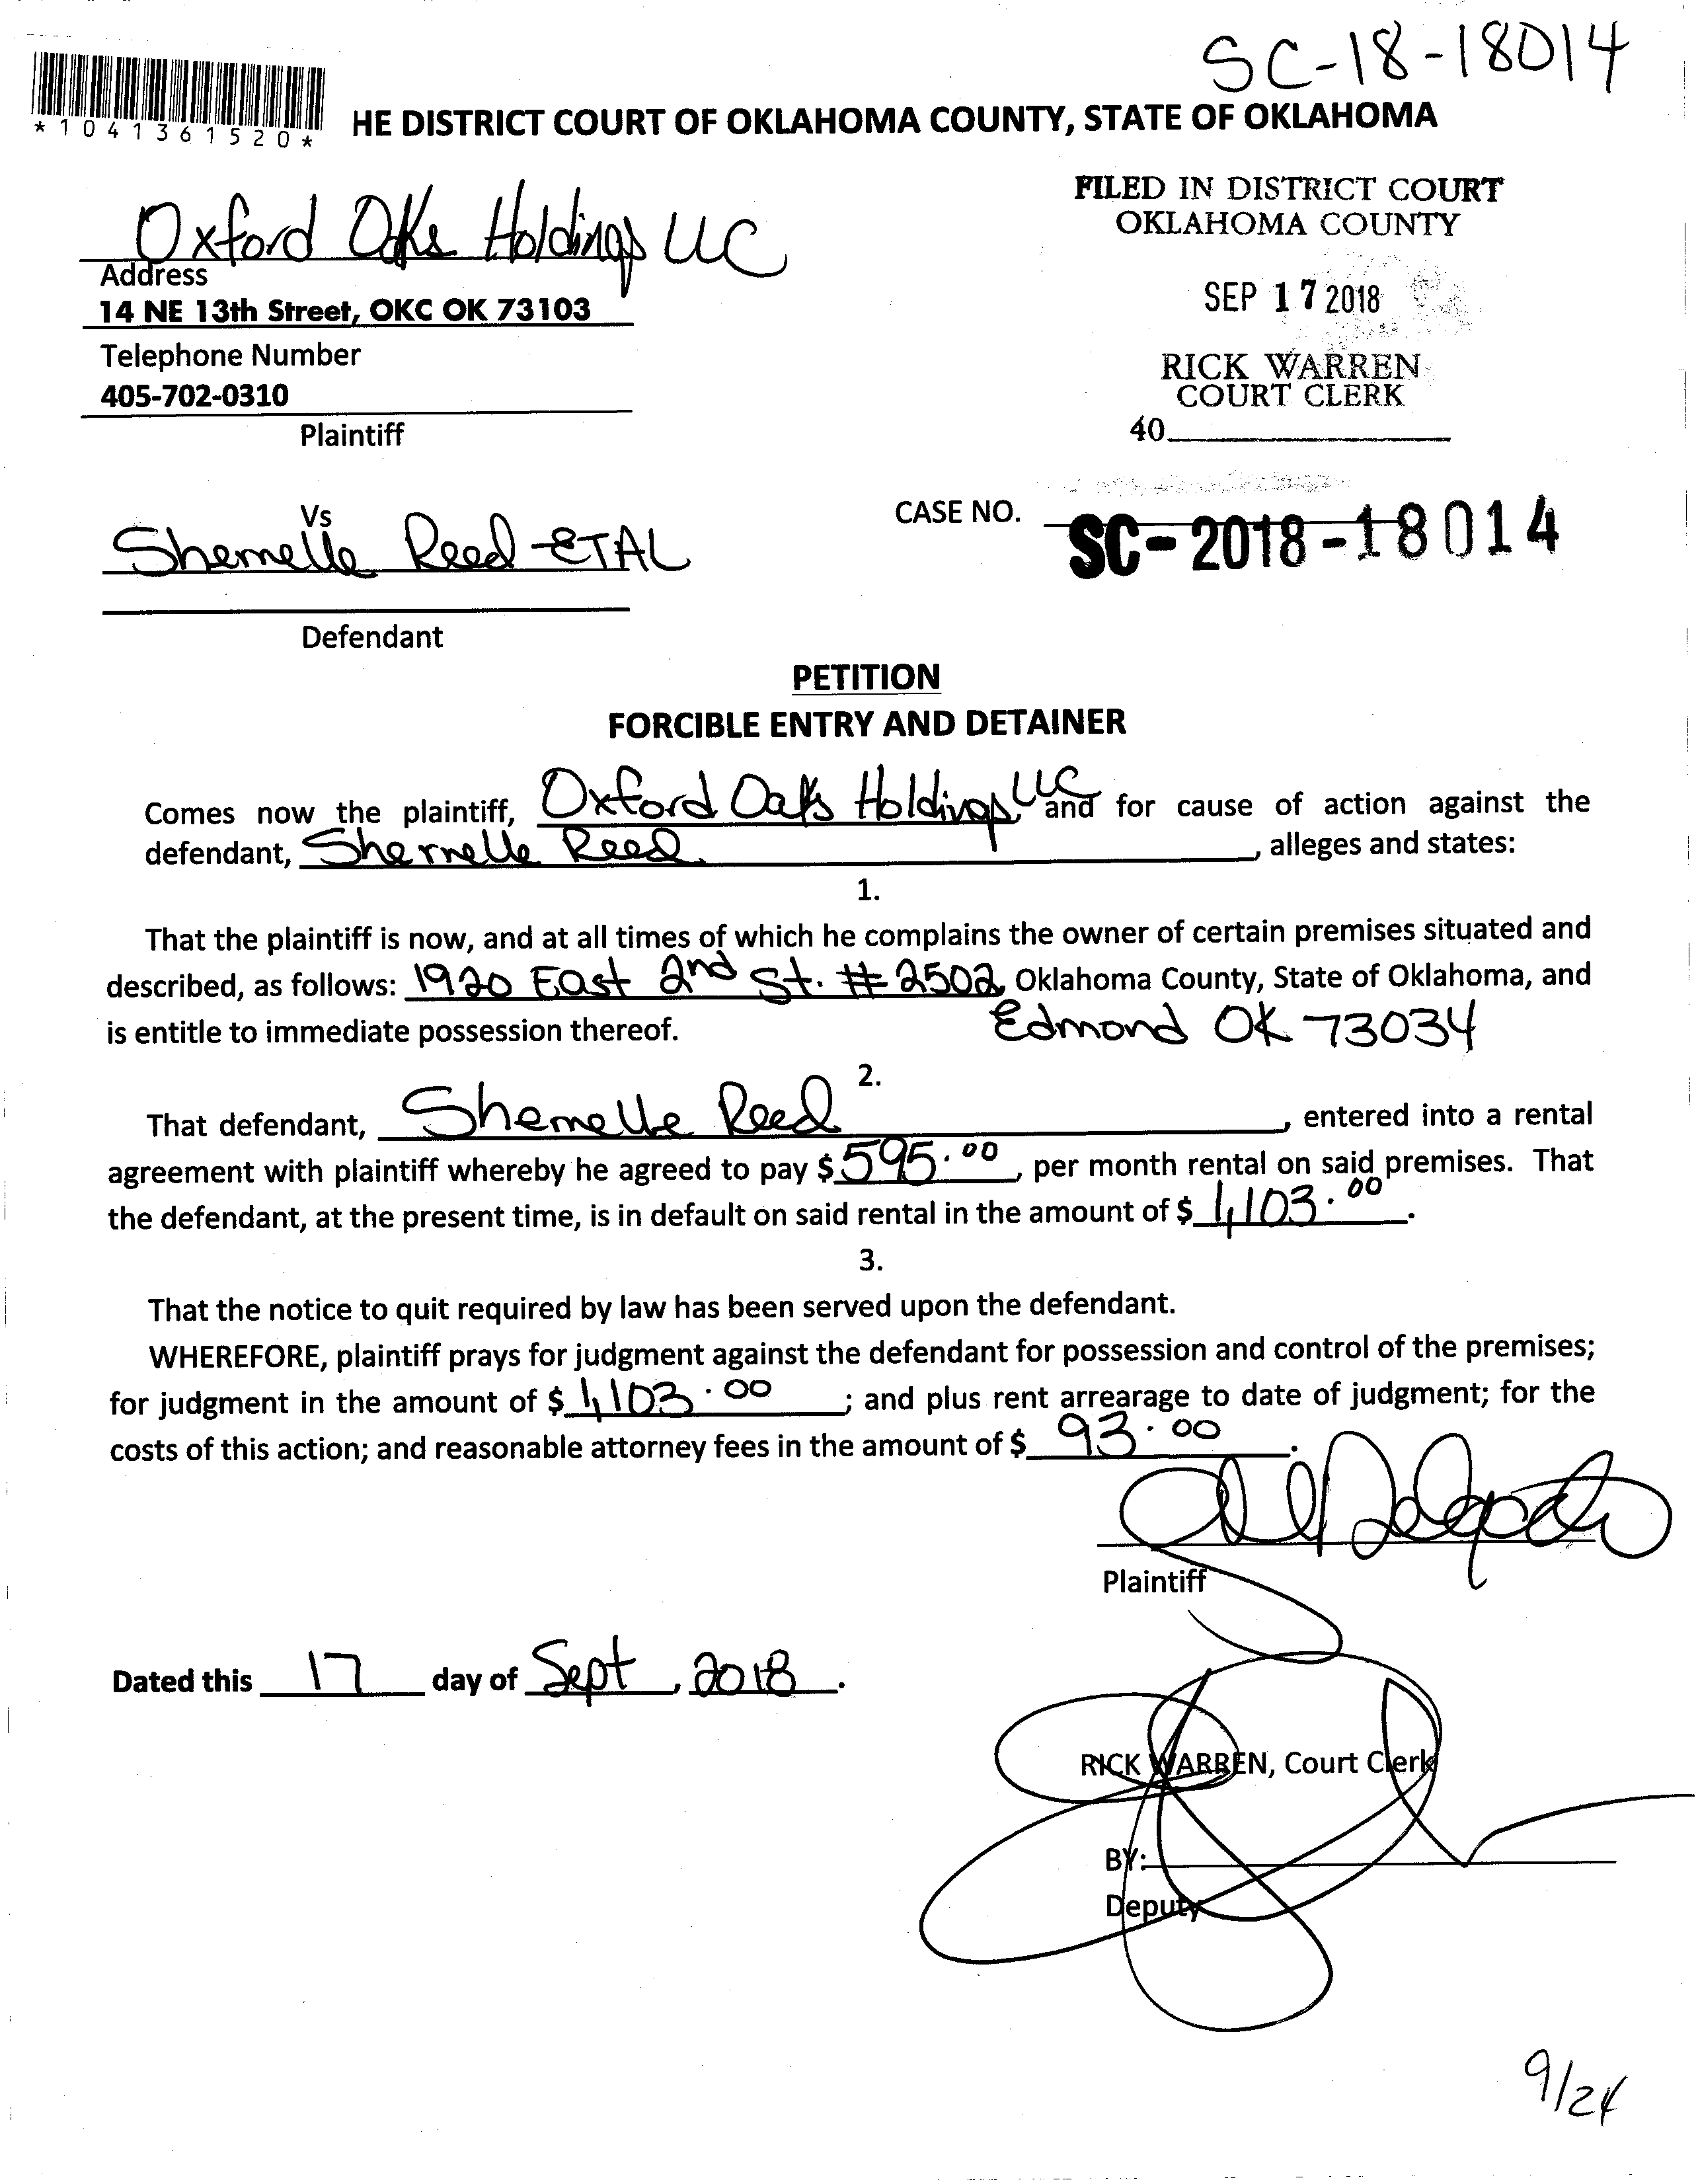 SC-18-18014
*1041361520*
HE DISTRICT COURT OF OKLAHOMA COUNTY, STATE OF OKLAHOMA
Oxford Oaks Holdings LLC
Address
14 NE 13th Street, OKC OK 73103
Telephone Number
405-702-0310
Plaintiff
FILED IN DISTRICT COURT
OKLAHOMA COUNTY
SEP 17 2018
RICK WARREN
COURT CLERK
40
Vs
Shernelle Reed -ETAL
Defendant
CASE NO. SC-2018-18014
PETITION
FORCIBLE ENTRY AND DETAINER
Comes now the plaintiff, Oxford Oaks Holdings, LLC and for cause of action against the
defendant, Shernelle Reed, alleges and states:
1.
That the plaintiff is now, and at all times of which he complains the owner of certain premises situated and
described, as follows: 1920 East 2nd St. #2502, Oklahoma County, State of Oklahoma, and
is entitle to immediate possession thereof. Edmond OK 73034
2.
That defendant, Shernelle Reed, entered into a rental
agreement with plaintiff whereby he agreed to pay $ 595.00, per month rental on said premises. That
the defendant, at the present time, is in default on said rental in the amount of $ 1,103.00.
3.
That the notice to quit required by law has been served upon the defendant.
WHEREFORE, plaintiff prays for judgment against the defendant for possession and control of the premises;
for judgment in the amount of $ 1,103.00; and plus rent arrearage to date of judgment; for the
costs of this action; and reasonable attorney fees in the amount of $ 93.00.
Plaintiff
Dated this 17 day of Sept, 2018.
RICK WARREN, Court Clerk
BY:
Deputy
9/24